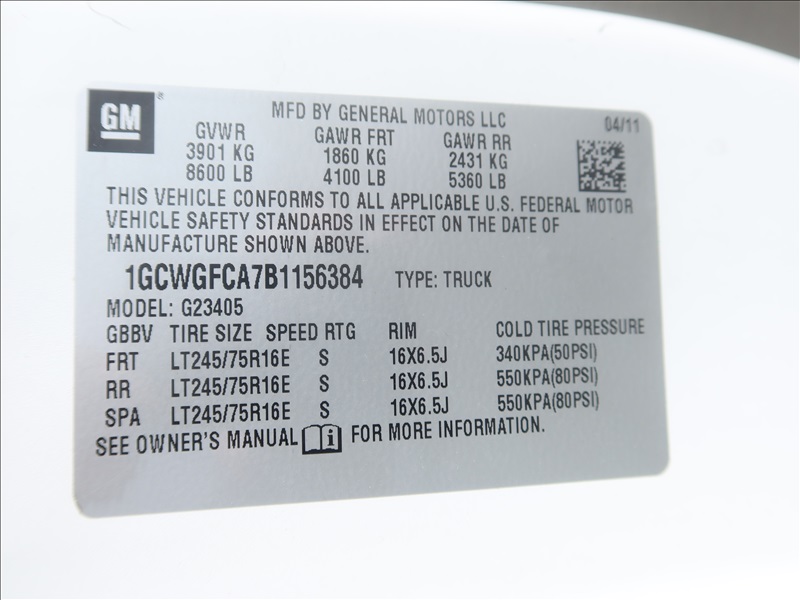 GM ®
MFD BY GENERAL MOTORS LLC 04/11
GVWR GAWR FRT GAWR RR
3901 KG 1860 KG 2431 KG
8600 LB 4100 LB 5360 LB
THIS VEHICLE CONFORMS TO ALL APPLICABLE U.S. FEDERAL MOTOR
VEHICLE SAFETY STANDARDS IN EFFECT ON THE DATE OF
MANUFACTURE SHOWN ABOVE.
1GCWGFCA7B1156384 TYPE: TRUCK
MODEL: G23405
GBBV TIRE SIZE SPEED RTG RIM COLD TIRE PRESSURE
FRT LT245/75R16E S 16X6.5J 340KPA(50PSI)
RR LT245/75R16E S 16X6.5J 550KPA(80PSI)
SPA LT245/75R16E S 16X6.5J 550KPA(80PSI)
SEE OWNER'S MANUAL i FOR MORE INFORMATION.